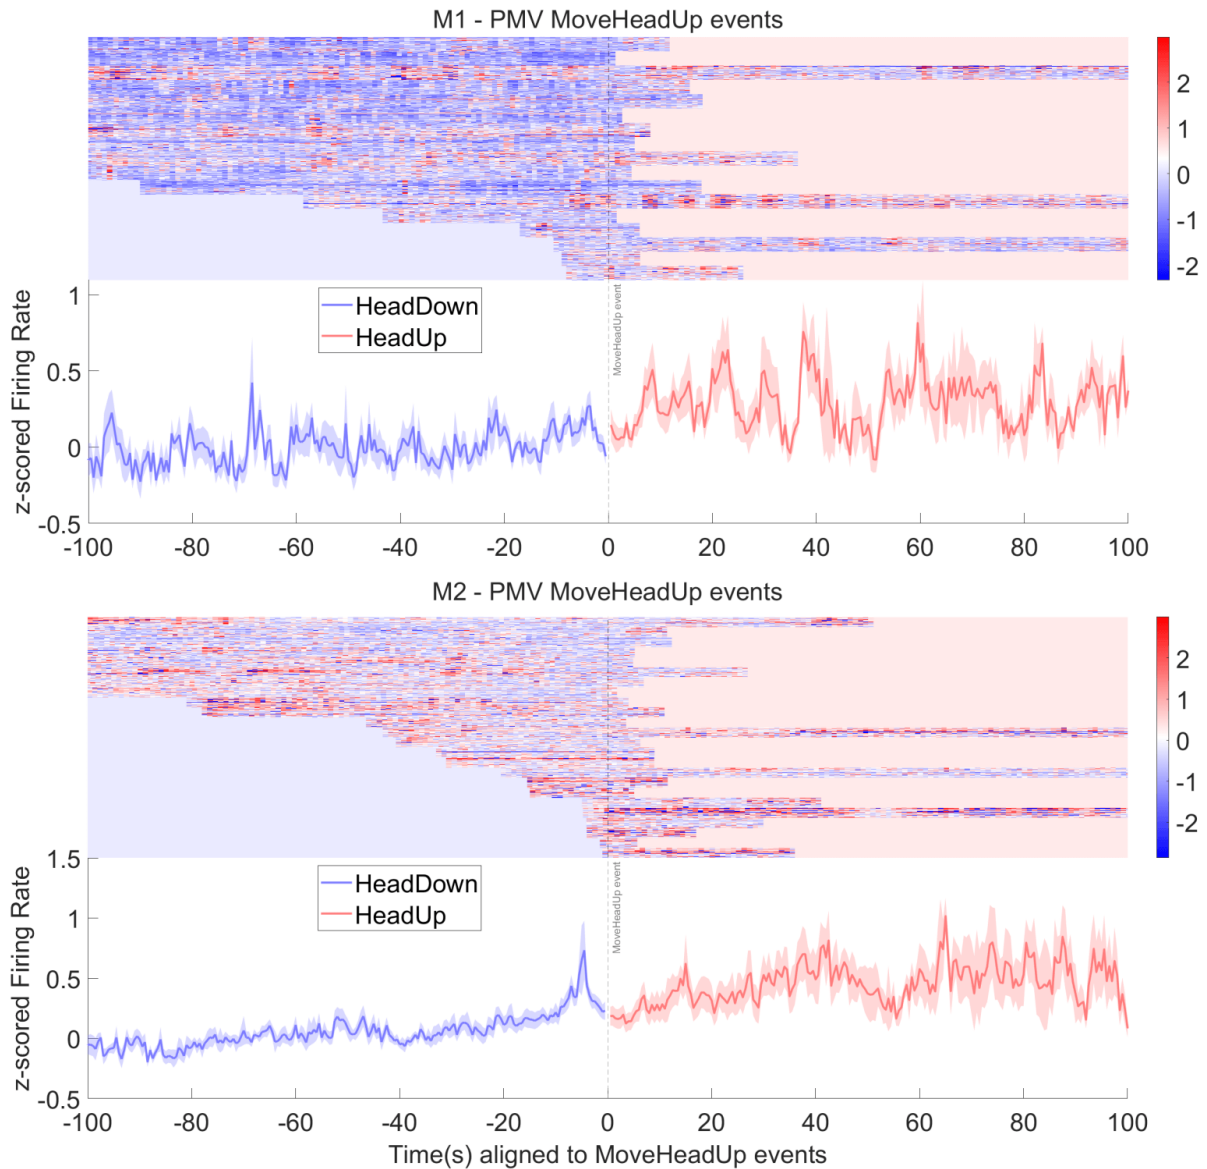 M1 - PMV MoveHeadUp events
2
1
0
-1
-2
z-scored Firing Rate
1
0.5
0
-0.5
HeadDown
HeadUp
MoveHeadUp event
-100 -80 -60 -40 -20 0 20 40 60 80 100
M2 - PMV MoveHeadUp events
2
1
0
-1
-2
z-scored Firing Rate
1.5
1
0.5
0
-0.5
HeadDown
HeadUp
MoveHeadUp event
-100 -80 -60 -40 -20 0 20 40 60 80 100
Time(s) aligned to MoveHeadUp events